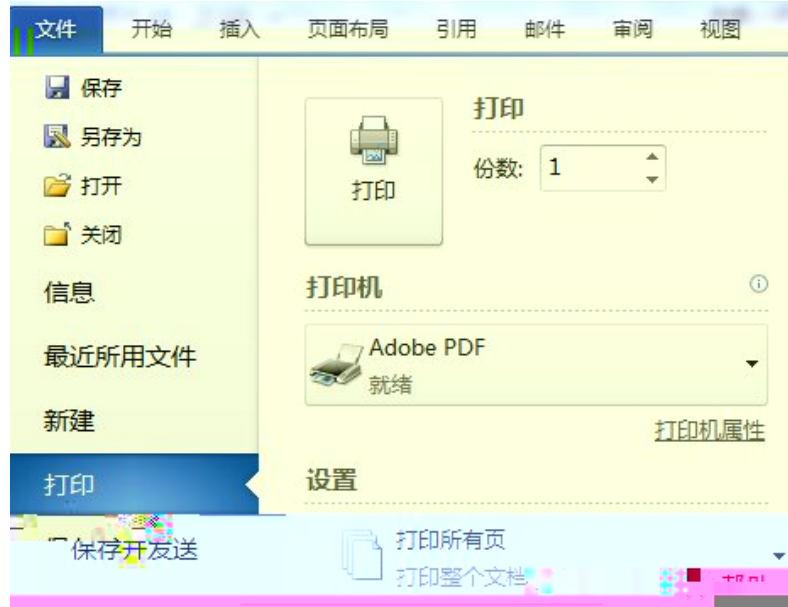 文件 开始 插入 页面布局 引用 邮件 审阅 视图
保存
另存为
打开
关闭
信息
最近所用文件
新建
打印
保存并发送
打印
打印
份数: 1
打印机
Adobe PDF
就绪
打印机属性
设置
打印所有页
打印整个文档